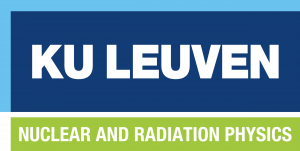 KU LEUVEN
NUCLEAR AND RADIATION PHYSICS